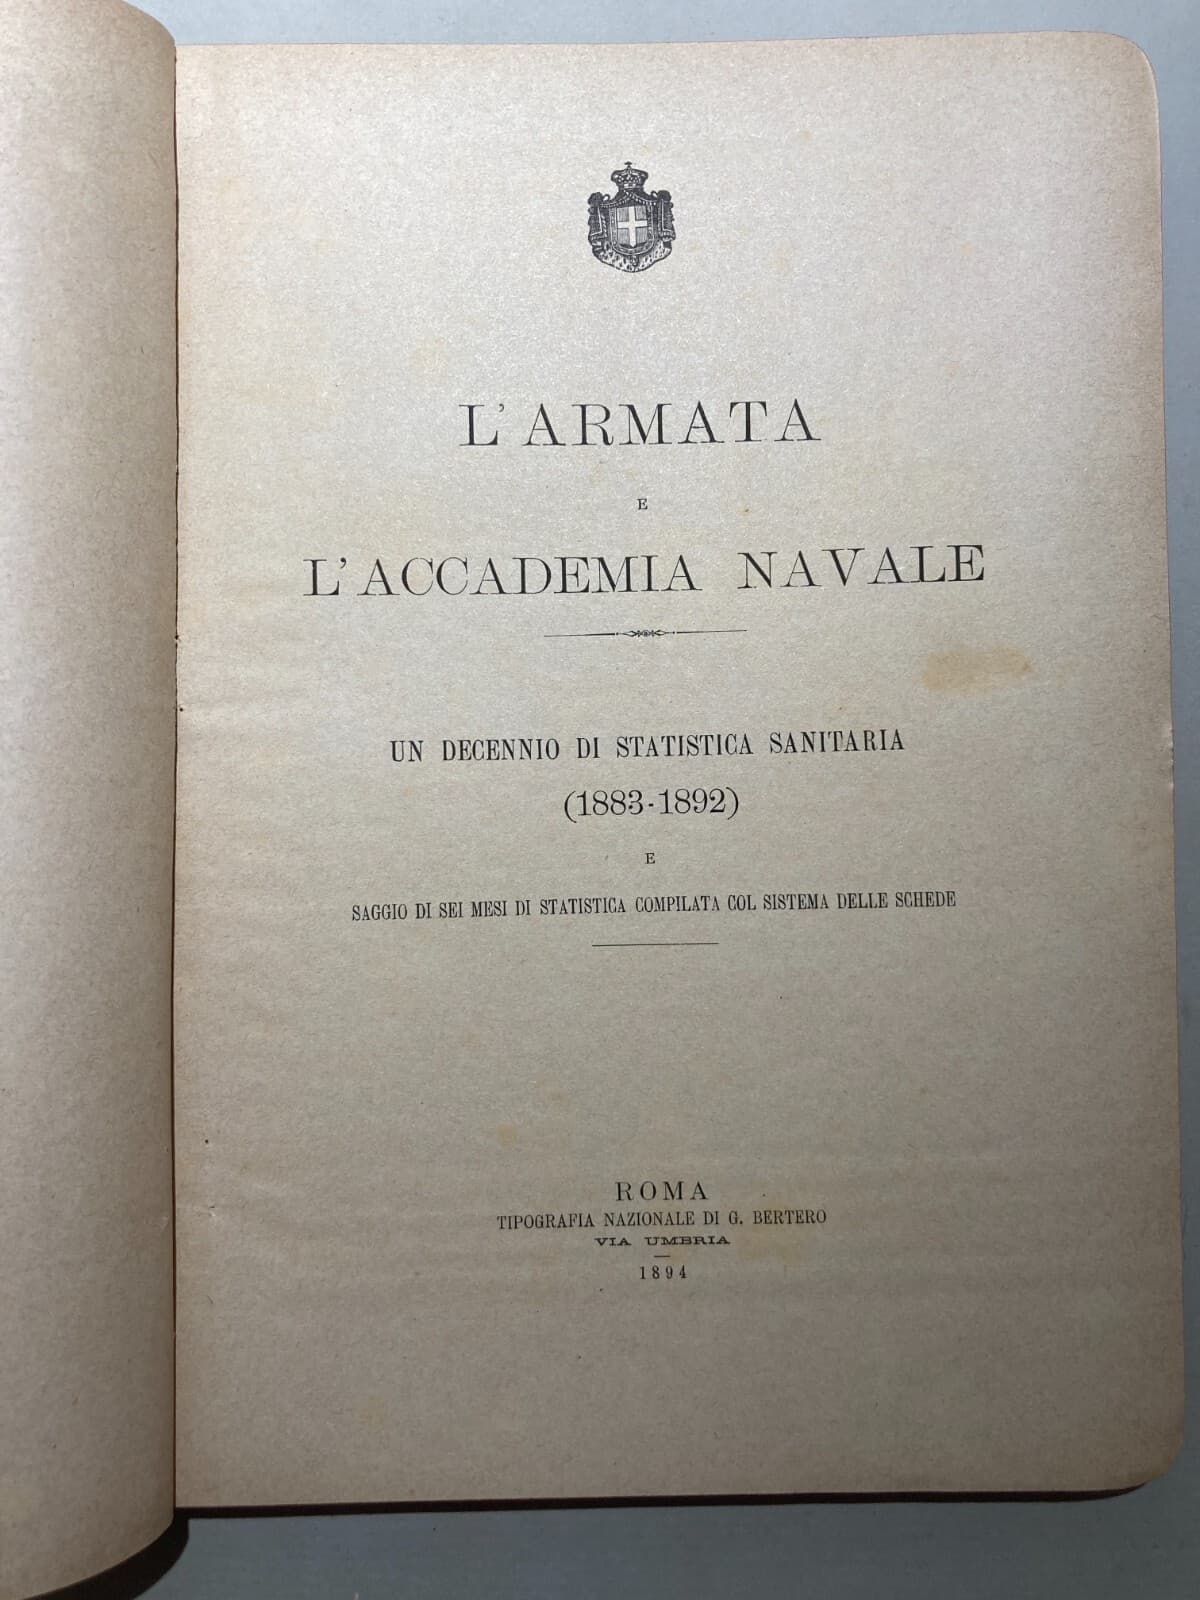 L'ARMATA
E
L'ACCADEMIA NAVALE
UN DECENNIO DI STATISTICA SANITARIA
(1883-1892)
E
SAGGIO DI SEI MESI DI STATISTICA COMPILATA COL SISTEMA DELLE SCHEDE
ROMA
TIPOGRAFIA NAZIONALE DI G. BERTERO
VIA UMBRIA
1894